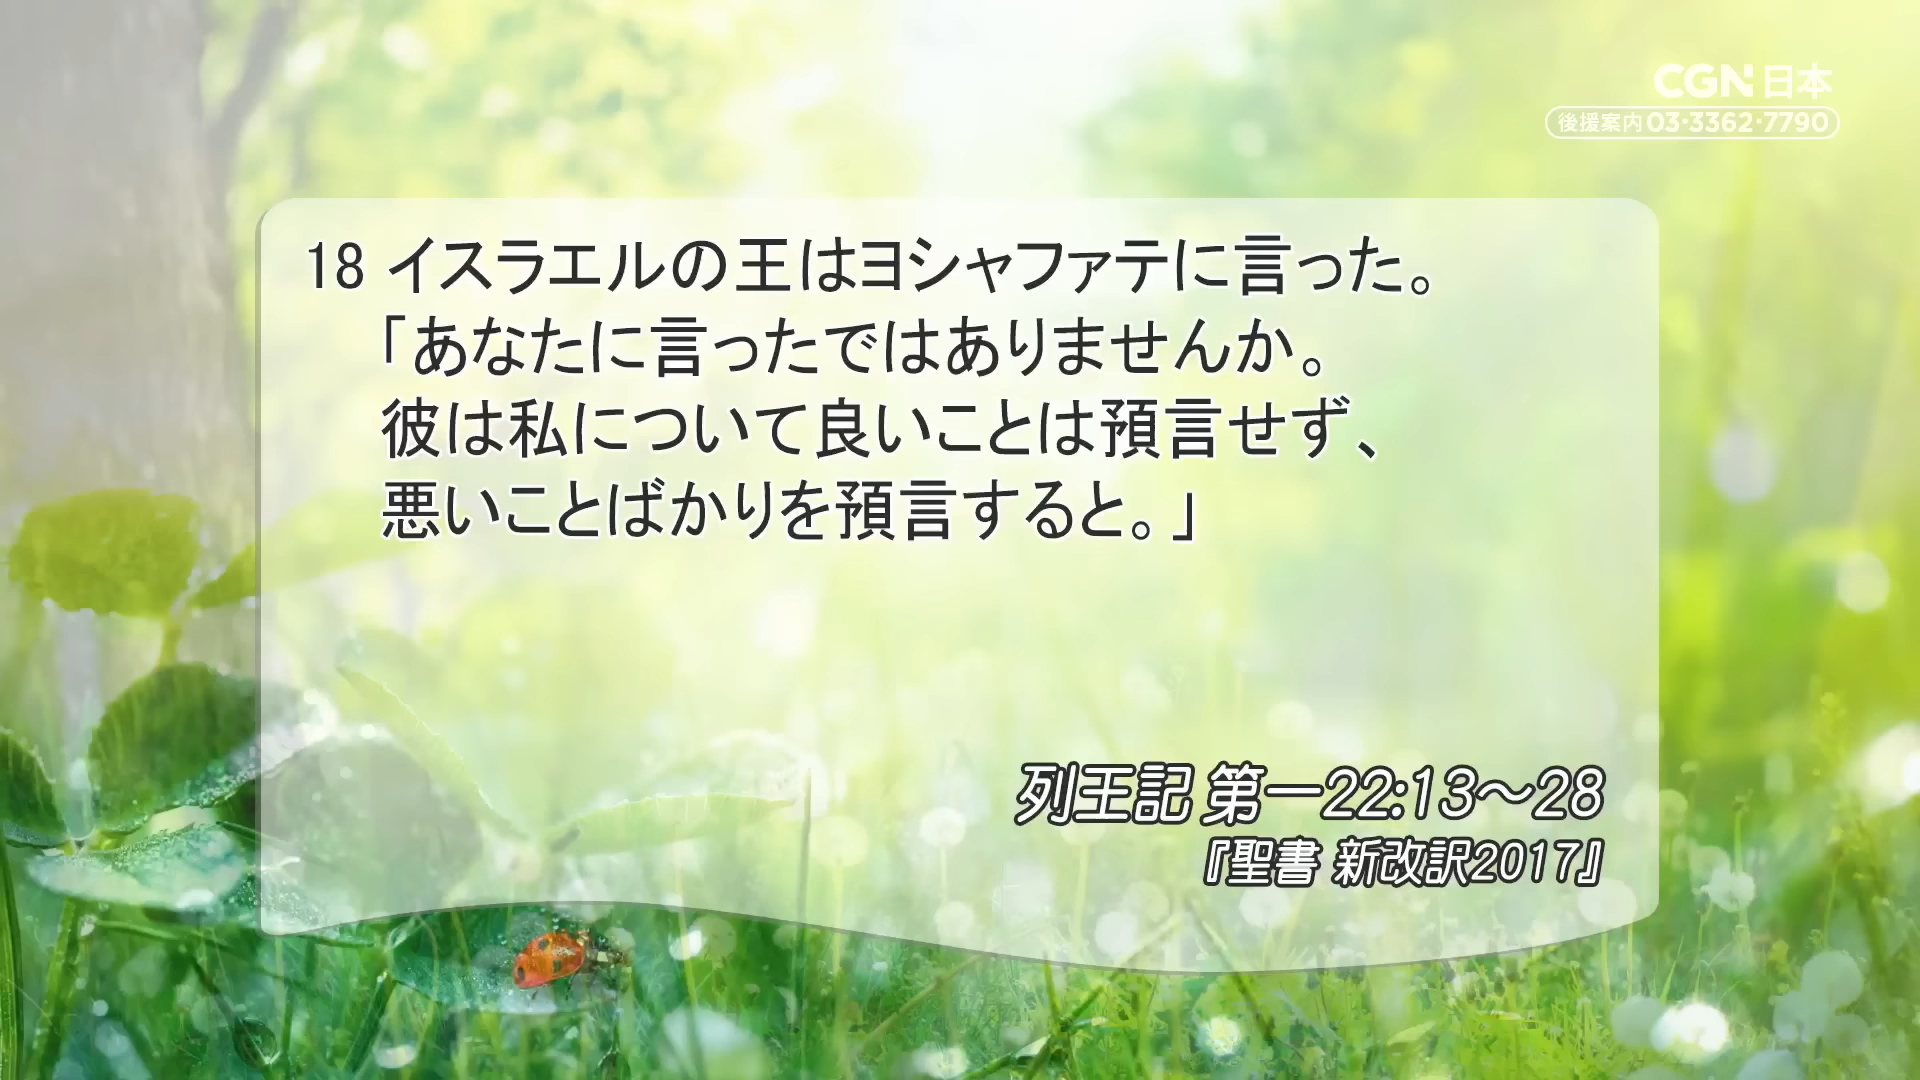 CGN 日本
後援案内 03·3362·7790
18 イスラエルの王はヨシャファテに言った。
「あなたに言ったではありませんか。
彼は私について良いことは預言せず、
悪いことばかりを預言すると。」
列王記 第一22:13～28
『聖書 新改訳2017』